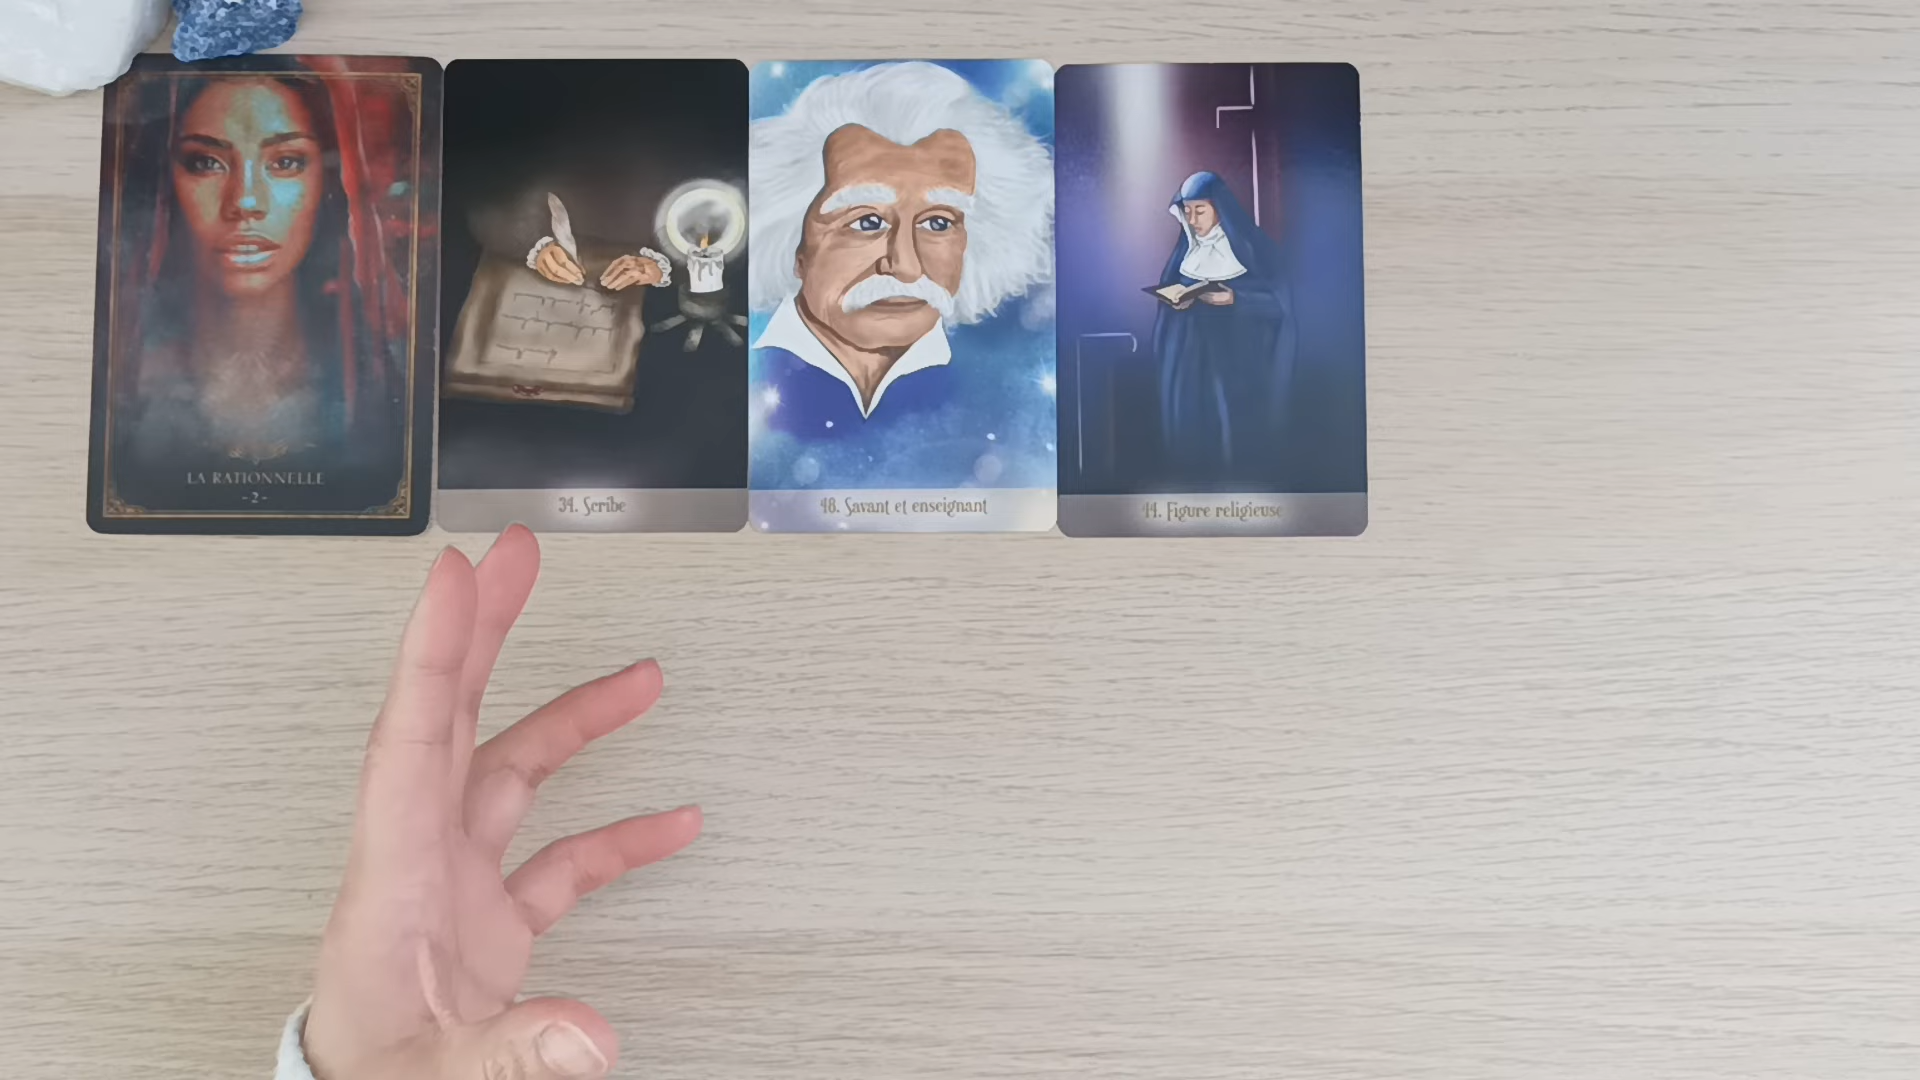 LA RATIONNELLE
-2-
34. Scribe
48. Savant et enseignant
44. Figure religieuse